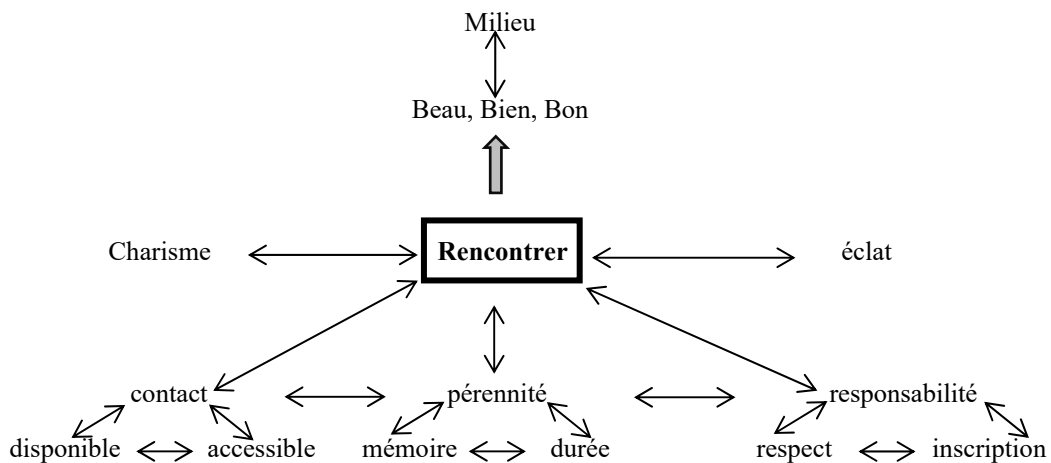 Milieu
Beau, Bien, Bon
Charisme Rencontrer éclat
contact pérennité responsabilité
disponible accessible mémoire durée respect inscription